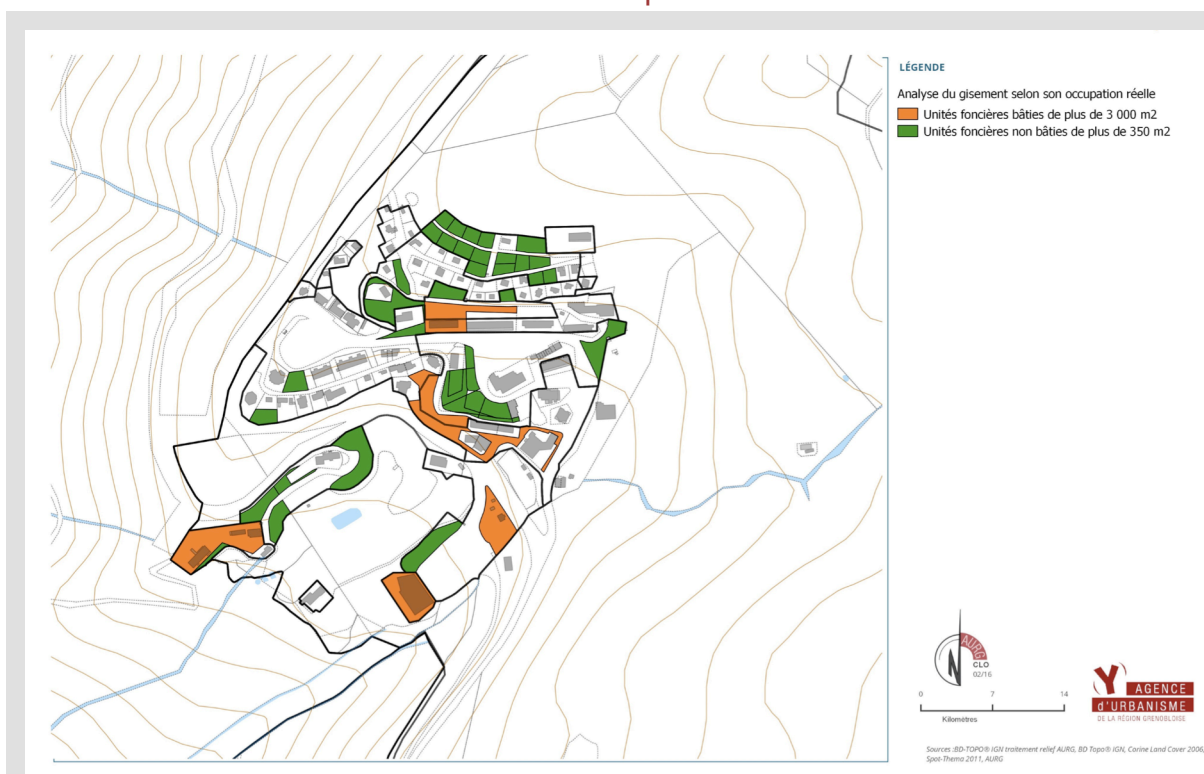 LÉGENDE
Analyse du gisement selon son occupation réelle
Unités foncières bâties de plus de 3 000 m2
Unités foncières non bâties de plus de 350 m2
AURG
CLO
02/16
0 7 14
Kilomètres
AGENCE
d'URBANISME
DE LA RÉGION GRENOBLOISE
Sources :BD-TOPO® IGN traitement relief AURG, BD Topo® IGN, Corine Land Cover 2006,
Spot-Thema 2011, AURG